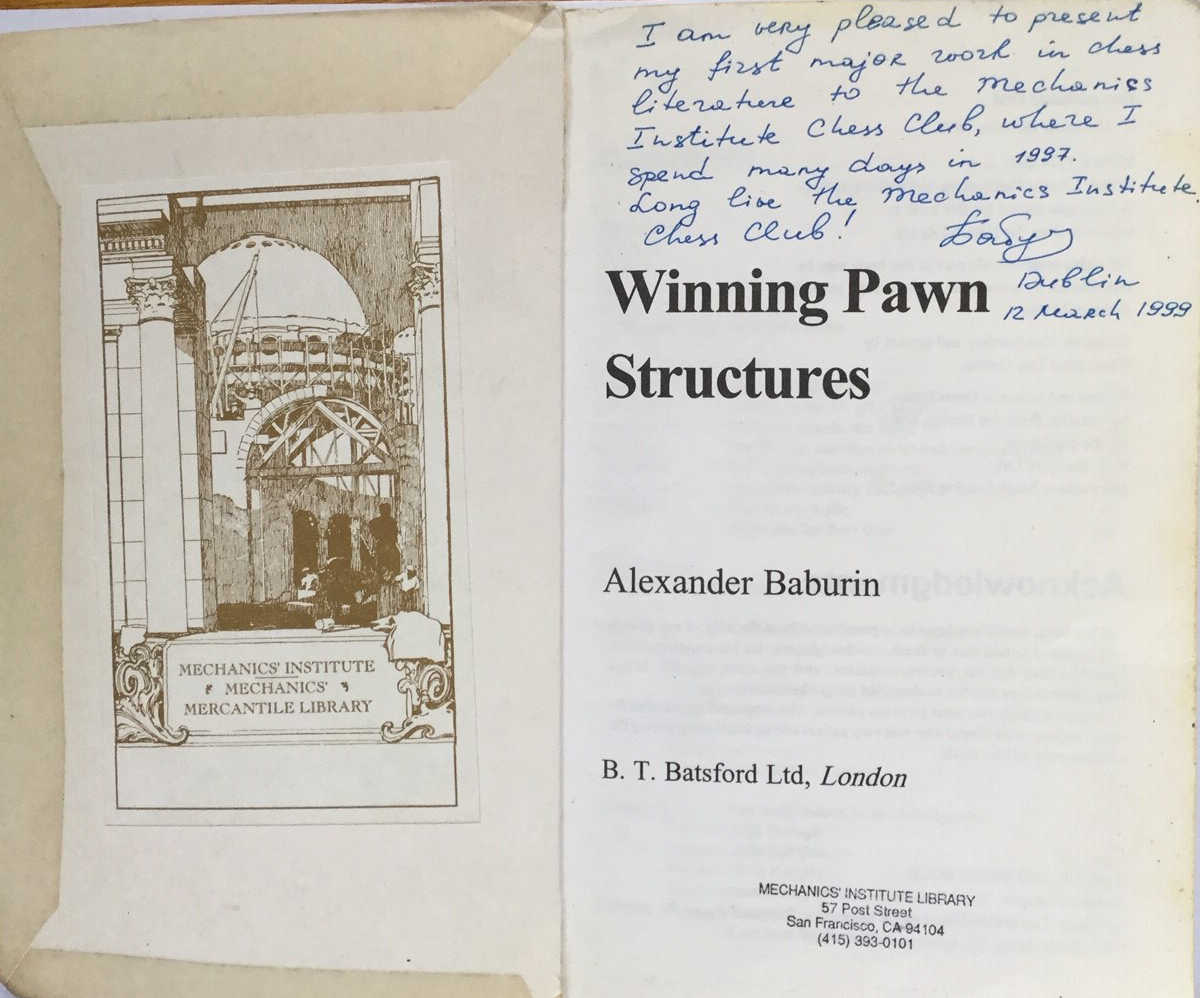 MECHANICS' INSTITUTE
MECHANICS'
MERCANTILE LIBRARY
I am very pleased to present
my first major work in chess
literature to the Mechanics
Institute Chess Club, where I
spend many days in 1997.
Long live the Mechanics Institute
Chess Club!
Dublin
12 March 1999
Winning Pawn
Structures
Alexander Baburin
B. T. Batsford Ltd, London
MECHANICS' INSTITUTE LIBRARY
57 Post Street
San Francisco, CA 94104
(415) 393-0101